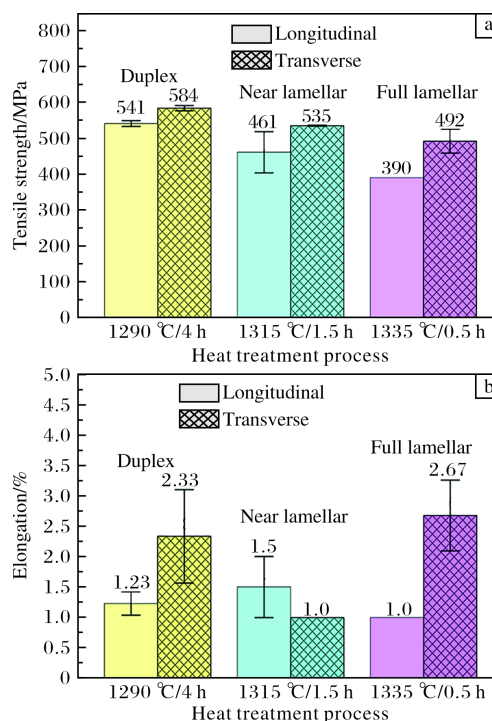 a
800
700
600
500
400
300
200
100
0
Tensile strength/MPa
Longitudinal
Transverse
Duplex
Near lamellar
Full lamellar
541
584
461
535
390
492
1290 ℃/4 h
1315 ℃/1.5 h
1335 ℃/0.5 h
Heat treatment process
b
5.0
4.5
4.0
3.5
3.0
2.5
2.0
1.5
1.0
0.5
0
Elongation/%
Longitudinal
Transverse
Duplex
Near lamellar
Full lamellar
1.23
2.33
1.5
1.0
1.0
2.67
1290 ℃/4 h
1315 ℃/1.5 h
1335 ℃/0.5 h
Heat treatment process